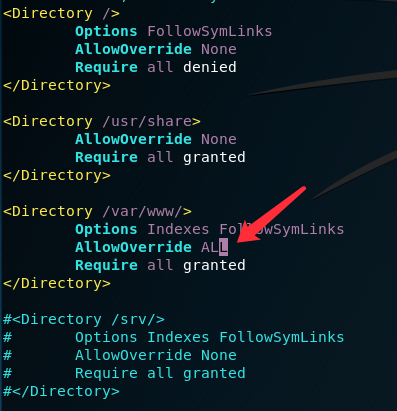 <Directory />
        Options FollowSymLinks
        AllowOverride None
        Require all denied
</Directory>

<Directory /usr/share>
        AllowOverride None
        Require all granted
</Directory>

<Directory /var/www/>
        Options Indexes FollowSymLinks
        AllowOverride ALL
        Require all granted
</Directory>

#<Directory /srv/>
#       Options Indexes FollowSymLinks
#       AllowOverride None
#       Require all granted
#</Directory>